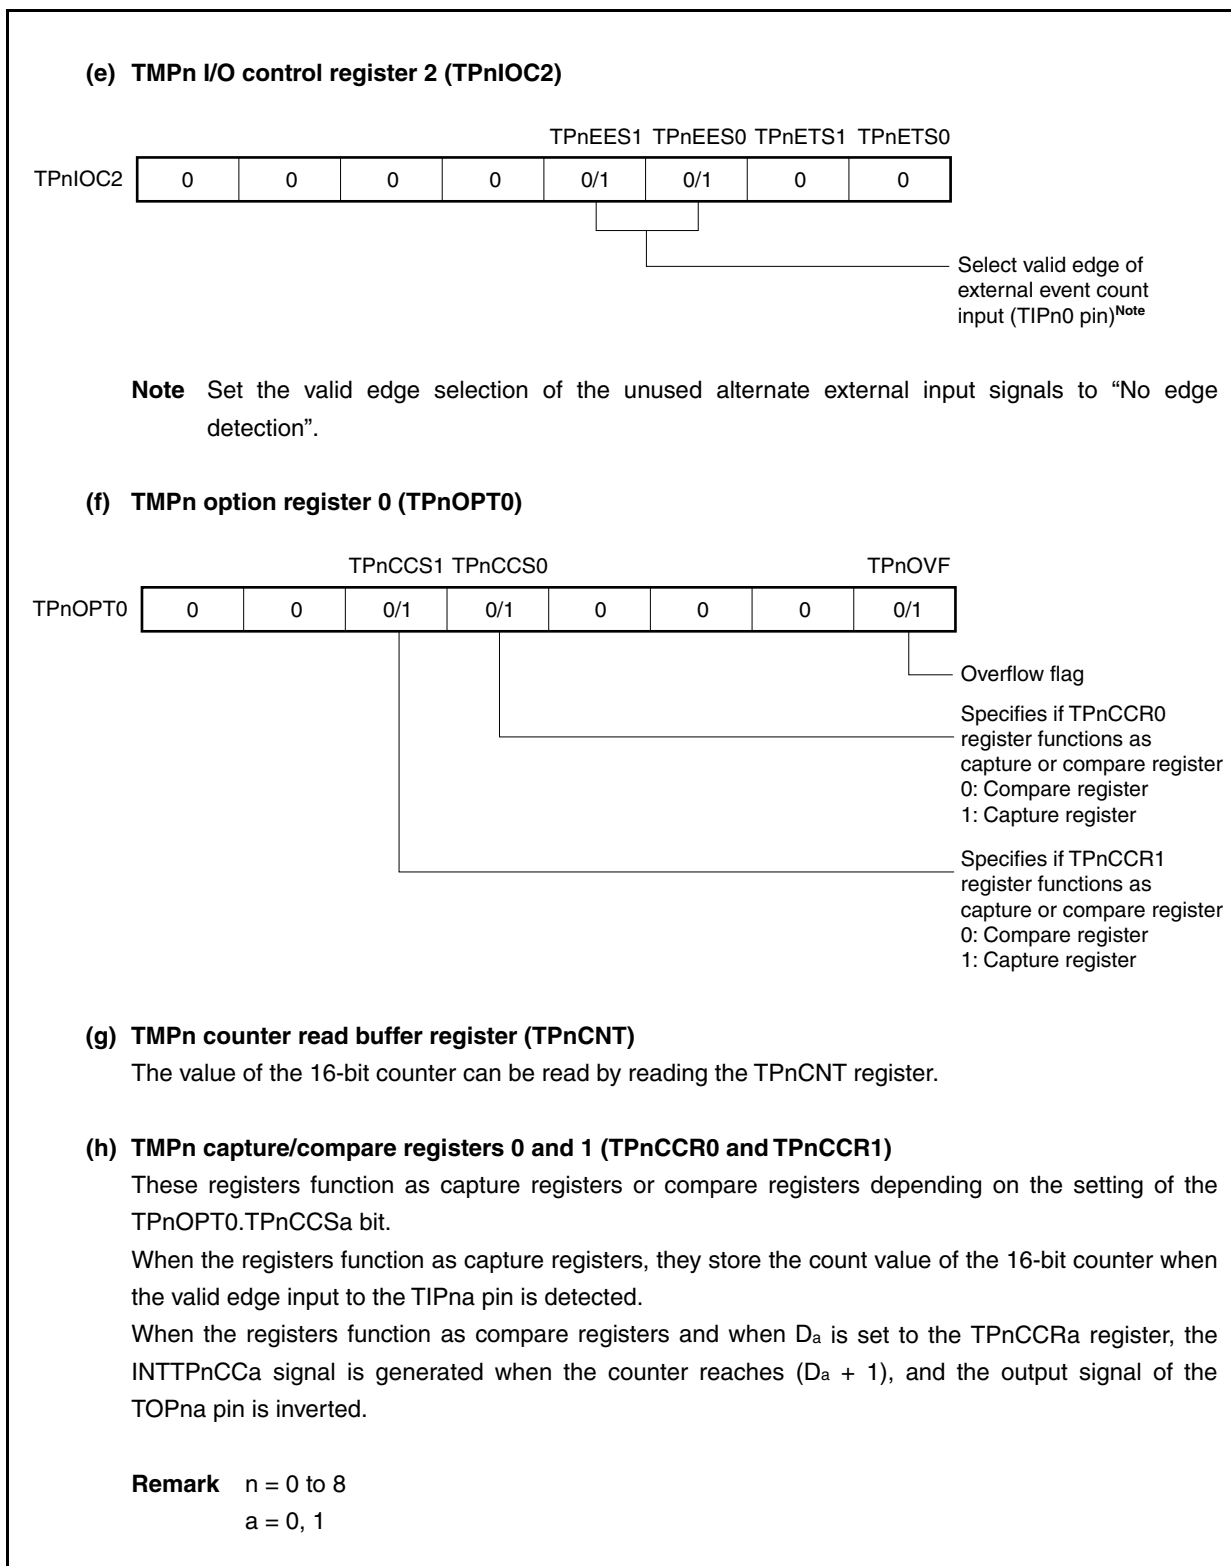 (e) TMPn I/O control register 2 (TPnIOC2)
TPnEES1 TPnEES0 TPnETS1 TPnETS0
TPnIOC2 0 0 0 0 0/1 0/1 0 0
Select valid edge of
external event count
input (TIPn0 pin)Note
Note Set the valid edge selection of the unused alternate external input signals to “No edge
detection”.
(f) TMPn option register 0 (TPnOPT0)
TPnCCS1 TPnCCS0 TPnOVF
TPnOPT0 0 0 0/1 0/1 0 0 0 0/1
Overflow flag
Specifies if TPnCCR0
register functions as
capture or compare register
0: Compare register
1: Capture register
Specifies if TPnCCR1
register functions as
capture or compare register
0: Compare register
1: Capture register
(g) TMPn counter read buffer register (TPnCNT)
The value of the 16-bit counter can be read by reading the TPnCNT register.
(h) TMPn capture/compare registers 0 and 1 (TPnCCR0 and TPnCCR1)
These registers function as capture registers or compare registers depending on the setting of the
TPnOPT0.TPnCCSa bit.
When the registers function as capture registers, they store the count value of the 16-bit counter when
the valid edge input to the TIPna pin is detected.
When the registers function as compare registers and when Da is set to the TPnCCRa register, the
INTTPnCCa signal is generated when the counter reaches (Da + 1), and the output signal of the
TOPna pin is inverted.
Remark n = 0 to 8
a = 0, 1